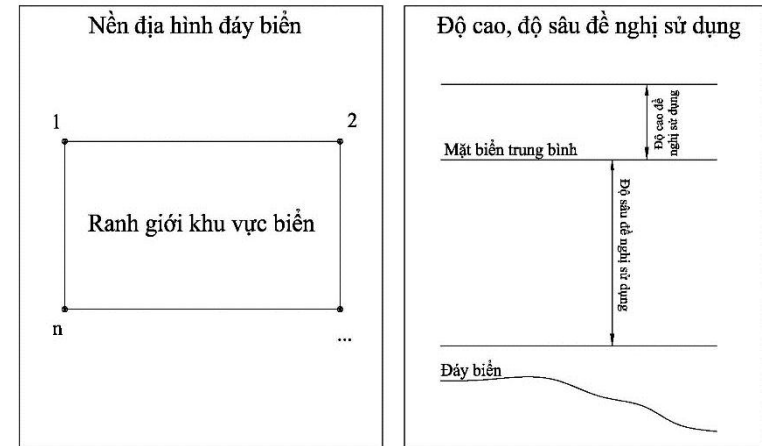 Nền địa hình đáy biển
1
2
Ranh giới khu vực biển
n
...
Độ cao, độ sâu đề nghị sử dụng
Độ cao đề
nghị sử dụng
Mặt biển trung bình
Độ sâu đề nghị sử dụng
Đáy biển